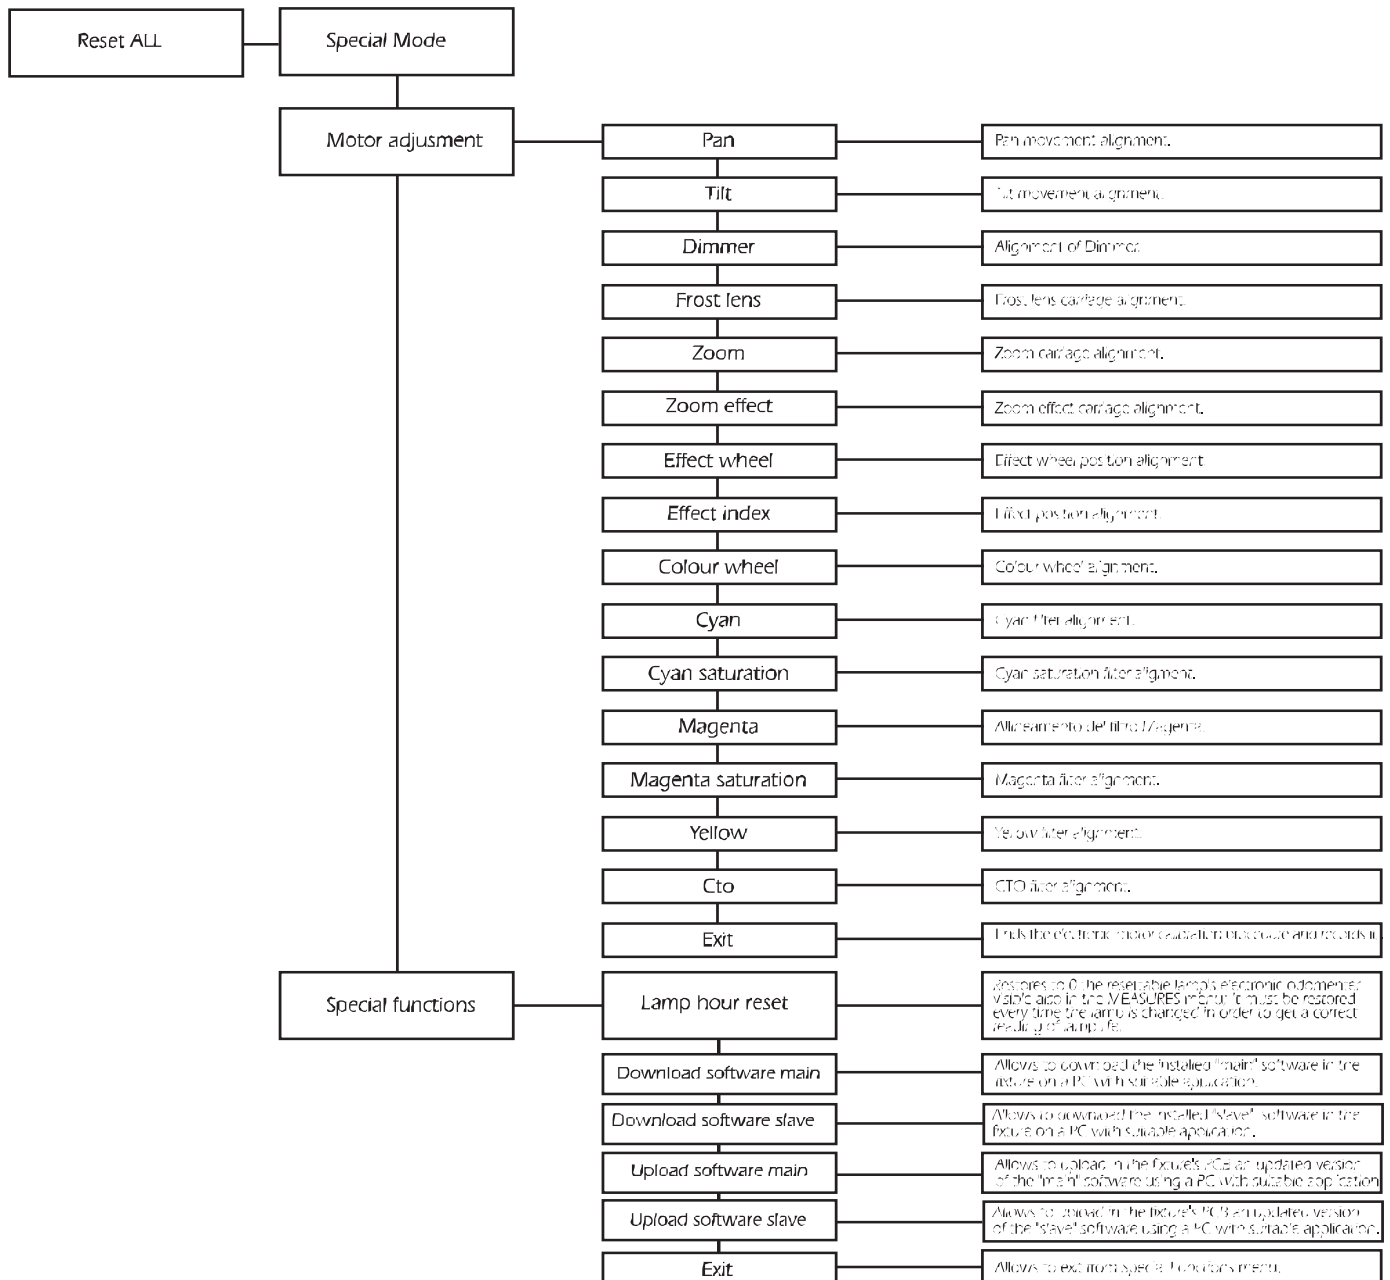 Reset ALL
Special Mode
Motor adjusment
Pan
Pan movement alignment.
Tilt
Tilt movement alignment.
Dimmer
Alignment of Dimmer.
Frost lens
Frost lens carriage alignment.
Zoom
Zoom carriage alignment.
Zoom effect
Zoom effect carriage alignment.
Effect wheel
Effect wheel position alignment.
Effect index
Effect position alignment.
Colour wheel
Colour wheel alignment.
Cyan
Cyan filter alignment.
Cyan saturation
Cyan saturation filter aligment.
Magenta
Allineamento del filtro Magenta.
Magenta saturation
Magenta filter alignment.
Yellow
Yellow filter alignment.
Cto
CTO filter alignment.
Exit
Ends the electronic motor calibration procedure and records in
Special functions
Lamp hour reset
Restores to 0 the resettable lamp's electronic odometer
visible also in the MEASURES menu; it must be restored
every time the lamp is changed in order to get a correct
reading of lamp life.
Download software main
Allows to download the installed "main" software in the
fixture on a PC with suitable application.
Download software slave
Allows to download the installed "slave" software in the
fixture on a PC with suitable application.
Upload software main
Allows to upload in the fixture's PCB an updated version
of the "main" software using a PC with suitable application
Upload software slave
Allows to upload in the fixture's PCB an updated version
of the "slave" software using a PC with suitable application.
Exit
Allows to exit from Special Functions menu.